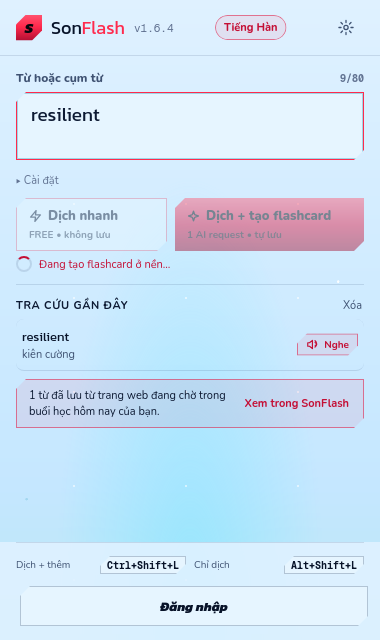 S SonFlash v1.6.4 Tiếng Hàn
Từ hoặc cụm từ 9/80
resilient
▸ Cài đặt
Dịch nhanh Dịch + tạo flashcard
FREE • không lưu 1 AI request • tự lưu
Đang tạo flashcard ở nền...
TRA CỨU GẦN ĐÂY Xóa
resilient
kiên cường Nghe
1 từ đã lưu từ trang web đang chờ trong
buổi học hôm nay của bạn. Xem trong SonFlash
Dịch + thêm Ctrl+Shift+L Chỉ dịch Alt+Shift+L
Đăng nhập